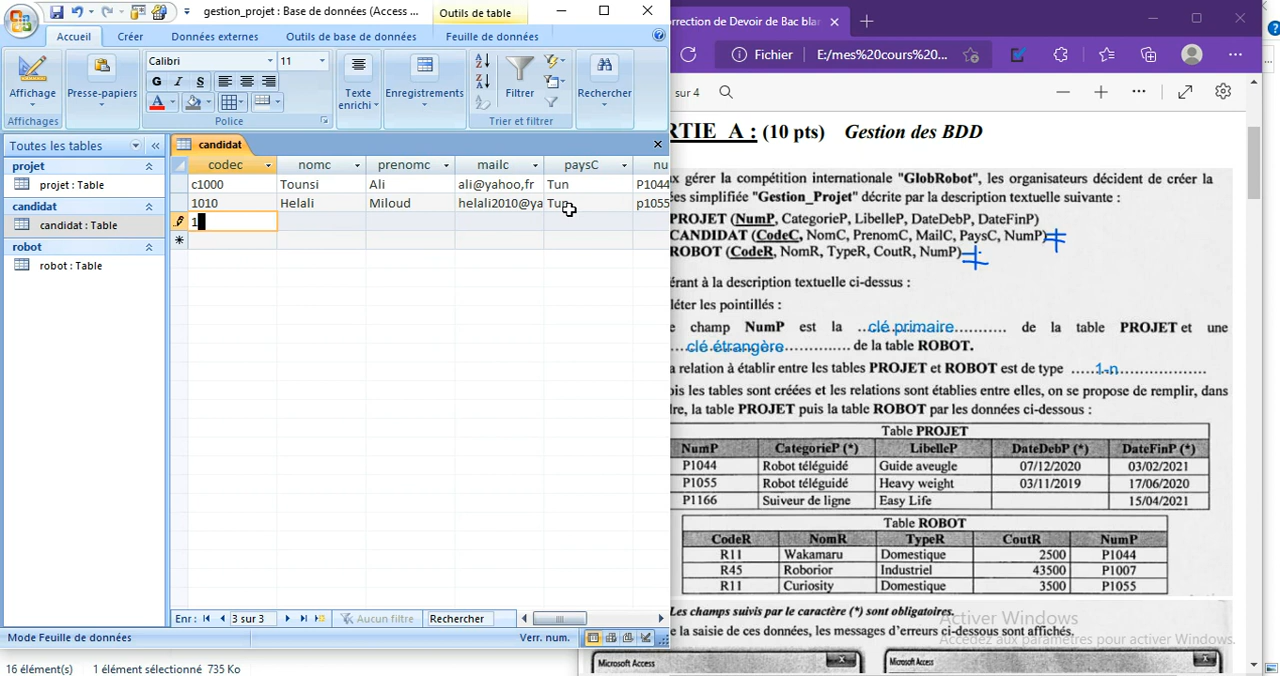 gestion_projet : Base de données (Access ...
Outils de table
Accueil
Créer
Données externes
Outils de base de données
Feuille de données
Affichage
Affichages
Presse-papiers
Calibri
11
G I S
A
Police
Texte enrichi
Enregistrements
Filtrer
Trier et filtrer
Rechercher
Toutes les tables
projet
projet : Table
candidat
candidat : Table
robot
robot : Table
candidat
codec nomc prenomc mailc paysC nu
c1000 Tounsi Ali ali@yahoo,fr Tun P1044
1010 Helali Miloud helali2010@ya Tun p1055
1
Enr : 3 sur 3 Aucun filtre Rechercher
Mode Feuille de données
Verr. num.
16 élément(s) 1 élément sélectionné 735 Ko
rrection de Devoir de Bac blar
Fichier E:/mes%20cours%20...
sur 4
RTIE A : (10 pts) Gestion des BDD
x gérer la compétition internationale "GlobRobot", les organisateurs décident de créer la
es simplifiée "Gestion_Projet" décrite par la description textuelle suivante :
PROJET (NumP, CategorieP, LibelleP, DateDebP, DateFinP)
CANDIDAT (CodeC, NomC, PrenomC, MailC, PaysC, NumP)#
ROBOT (CodeR, NomR, TypeR, CoutR, NumP)#
érant à la description textuelle ci-dessus :
léter les pointillés :
e champ NumP est la ...clé primaire........... de la table PROJET et une
...clé étrangère............... de la table ROBOT.
a relation à établir entre les tables PROJET et ROBOT est de type .....1-n....................
ois les tables sont créées et les relations sont établies entre elles, on se propose de remplir, dans
dre, la table PROJET puis la table ROBOT par les données ci-dessous :
Table PROJET
NumP CategorieP (*) LibelleP DateDebP (*) DateFinP (*)
P1044 Robot téléguidé Guide aveugle 07/12/2020 03/02/2021
P1055 Robot téléguidé Heavy weight 03/11/2019 17/06/2020
P1166 Suiveur de ligne Easy Life 15/04/2021
Table ROBOT
CodeR NomR TypeR CoutR NumP
R11 Wakamaru Domestique 2500 P1044
R45 Roborior Industriel 43500 P1007
R11 Curiosity Domestique 3500 P1055
Les champs suivis par le caractère (*) sont obligatoires.
e la saisie de ces données, les messages d'erreurs ci-dessous sont affichés.
Activer Windows
Accédez aux paramètres pour activer Windows.
Microsoft Access
Microsoft Access